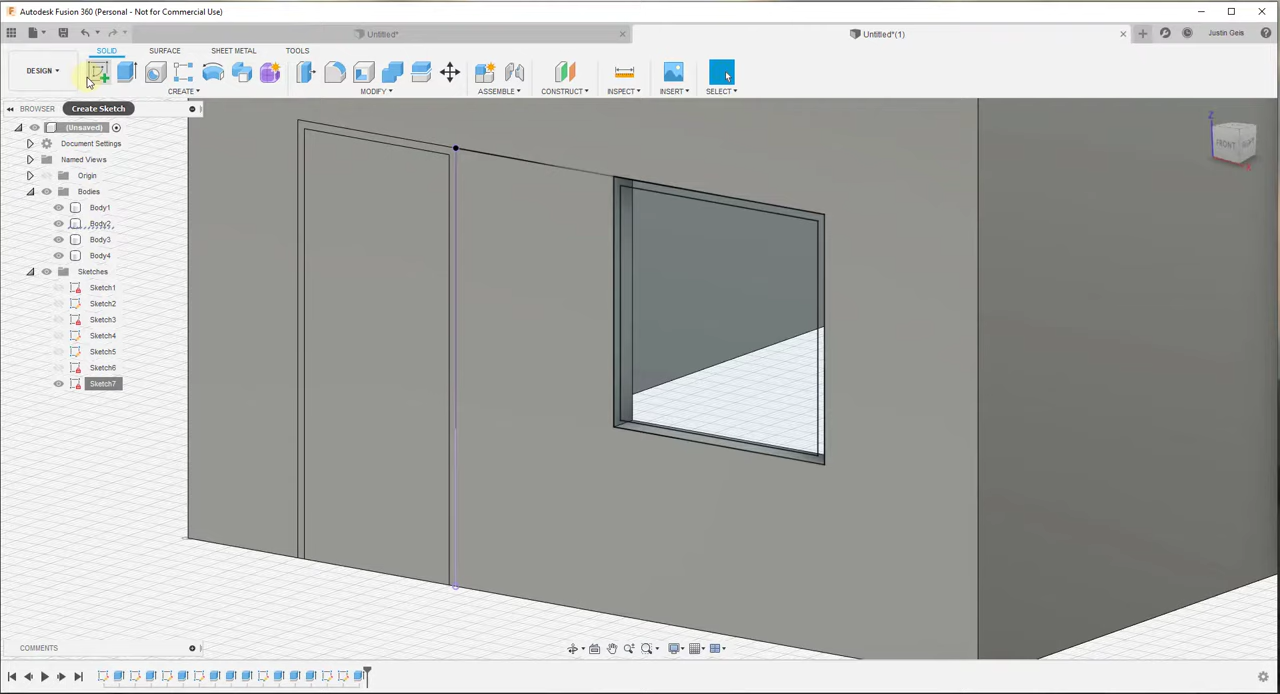 Autodesk Fusion 360 (Personal - Not for Commercial Use)
Untitled*
Untitled*(1)
Justin Geis
SOLID
SURFACE
SHEET METAL
TOOLS
DESIGN
CREATE
MODIFY
ASSEMBLE
CONSTRUCT
INSPECT
INSERT
SELECT
BROWSER
Create Sketch
(Unsaved)
Document Settings
Named Views
Origin
Bodies
Body1
Body2
Body3
Body4
Sketches
Sketch1
Sketch2
Sketch3
Sketch4
Sketch5
Sketch6
Sketch7
Z
FRONT
RIGHT
X
COMMENTS